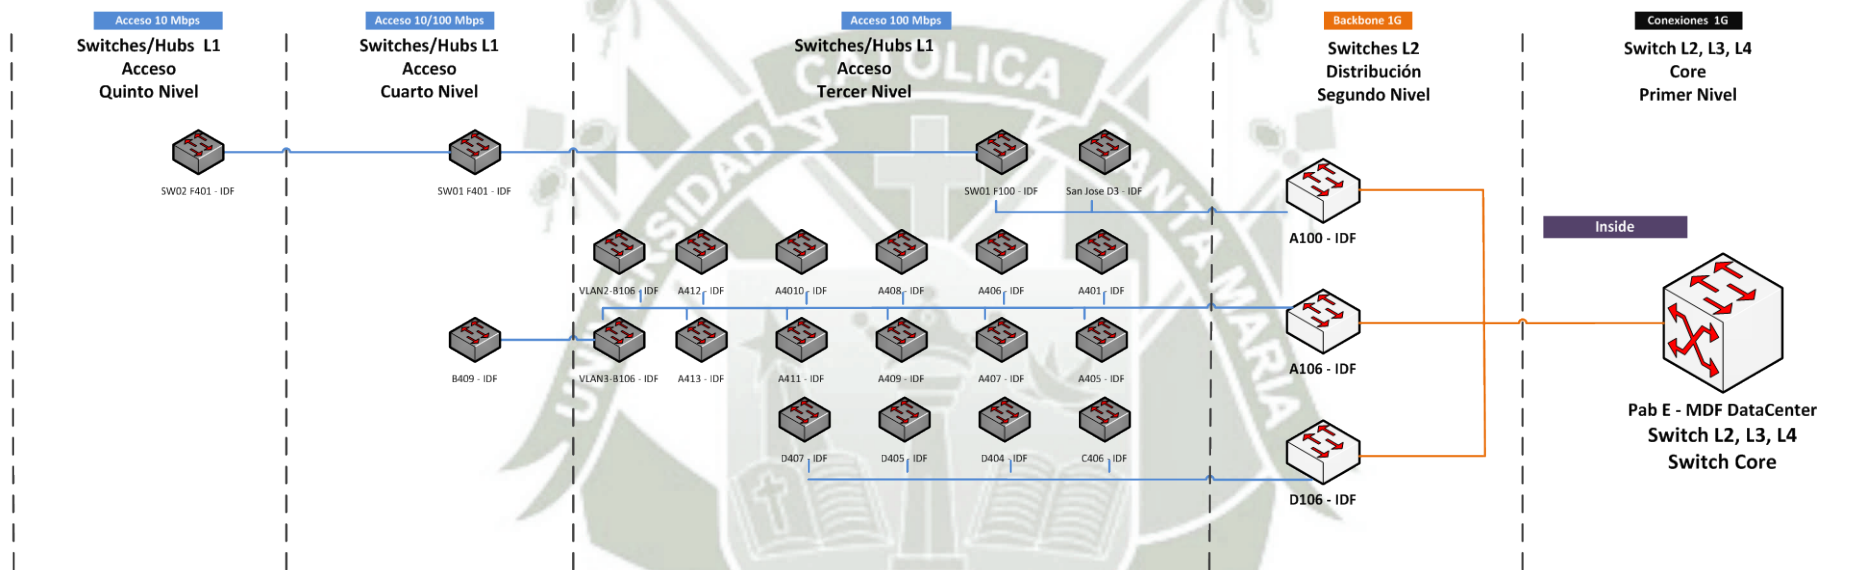 Acceso 10 Mbps
Switches/Hubs L1
Acceso
Quinto Nivel
Acceso 10/100 Mbps
Switches/Hubs L1
Acceso
Cuarto Nivel
Acceso 100 Mbps
Switches/Hubs L1
Acceso
Tercer Nivel
Backbone 1G
Switches L2
Distribución
Segundo Nivel
Conexiones 1G
Switch L2, L3, L4
Core
Primer Nivel
UNIVERSIDAD CATOLICA SANTA MARIA
SW02 F401 - IDF
SW01 F401 - IDF
SW01 F100 - IDF
San Jose D3 - IDF
A100 - IDF
Inside
VLAN2-B106 - IDF
A412 - IDF
A4010 - IDF
A408 - IDF
A406 - IDF
A401 - IDF
B409 - IDF
VLAN3-B106 - IDF
A413 - IDF
A411 - IDF
A409 - IDF
A407 - IDF
A405 - IDF
A106 - IDF
Pab E - MDF DataCenter
Switch L2, L3, L4
Switch Core
D407 - IDF
D405 - IDF
D404 - IDF
C406 - IDF
D106 - IDF